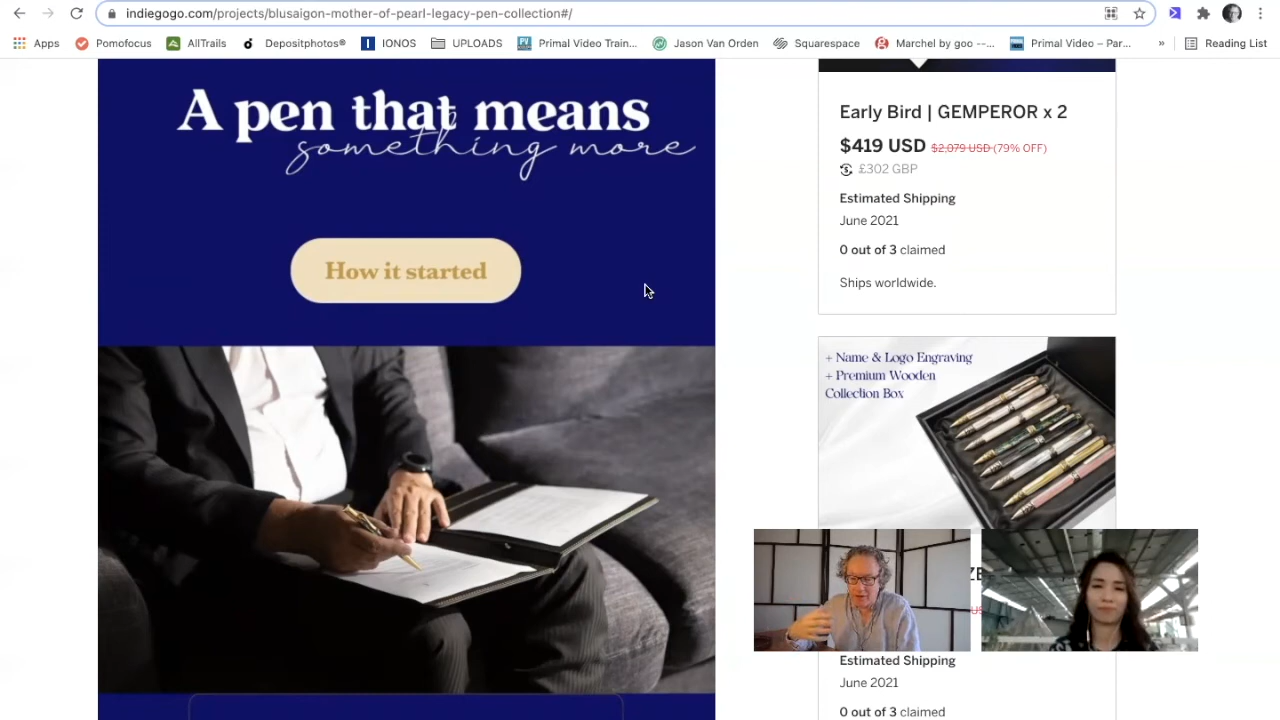 indiegogo.com/projects/blusaigon-mother-of-pearl-legacy-pen-collection#/
Apps
Pomofocus
AllTrails
Depositphotos®
IONOS
UPLOADS
Primal Video Train...
Jason Van Orden
Squarespace
Marchel by goo --...
Primal Video – Par...
»
Reading List
A pen that means
something more
How it started
Early Bird | GEMPEROR x 2
$419 USD $2,079 USD (79% OFF)
£302 GBP
Estimated Shipping
June 2021
0 out of 3 claimed
Ships worldwide.
+ Name & Logo Engraving
+ Premium Wooden
Collection Box
Estimated Shipping
June 2021
0 out of 3 claimed